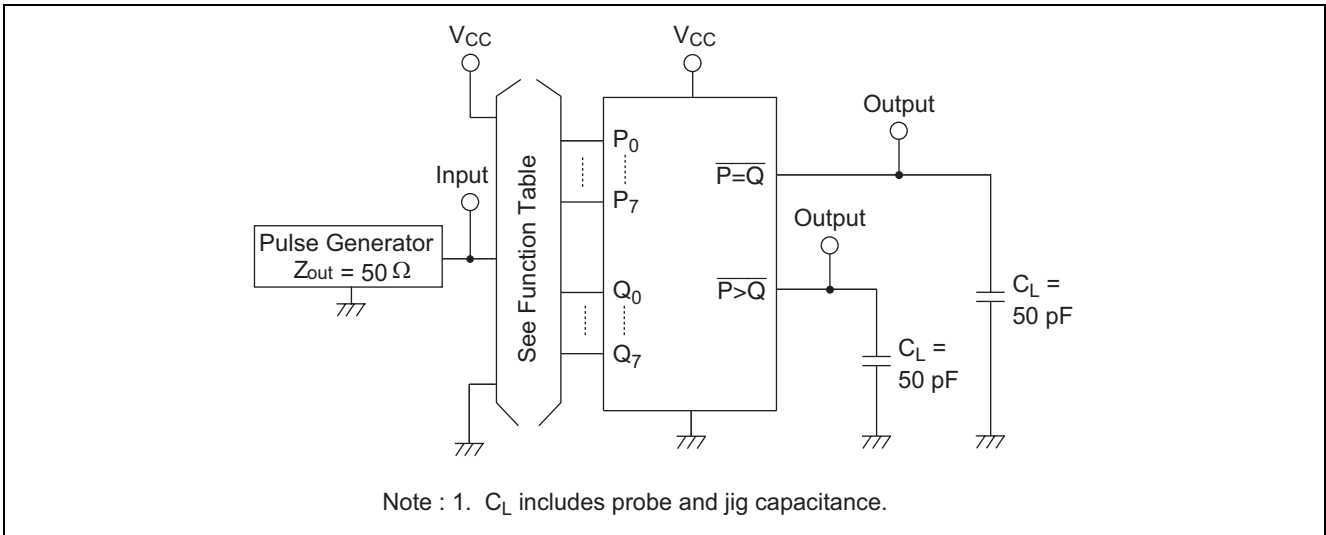 VCC
VCC
Output
Input
See Function Table
P0
P7
P=Q
Output
Pulse Generator
Zout = 50 Ω
Q0
P>Q
Q7
CL =
50 pF
CL =
50 pF
Note : 1. CL includes probe and jig capacitance.